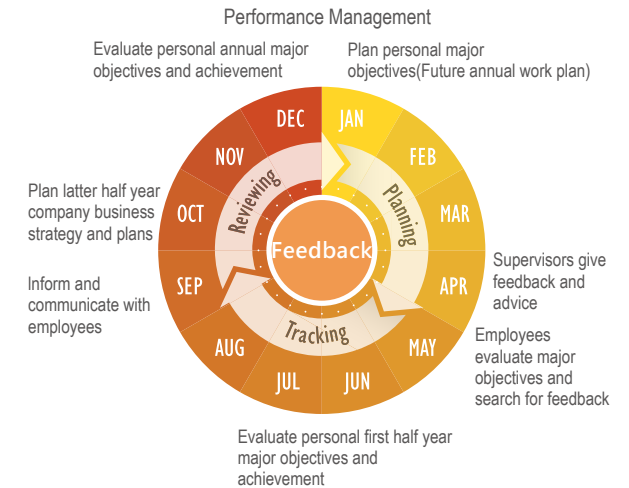 Performance Management
Evaluate personal annual major
objectives and achievement
Plan personal major
objectives(Future annual work plan)
DEC
JAN
NOV
FEB
OCT
MAR
SEP
APR
AUG
MAY
JUL
JUN
Reviewing
Planning
Tracking
Feedback
Plan latter half year
company business
strategy and plans
Inform and
communicate with
employees
Supervisors give
feedback and
advice
Employees
evaluate major
objectives and
search for feedback
Evaluate personal first half year
major objectives and
achievement